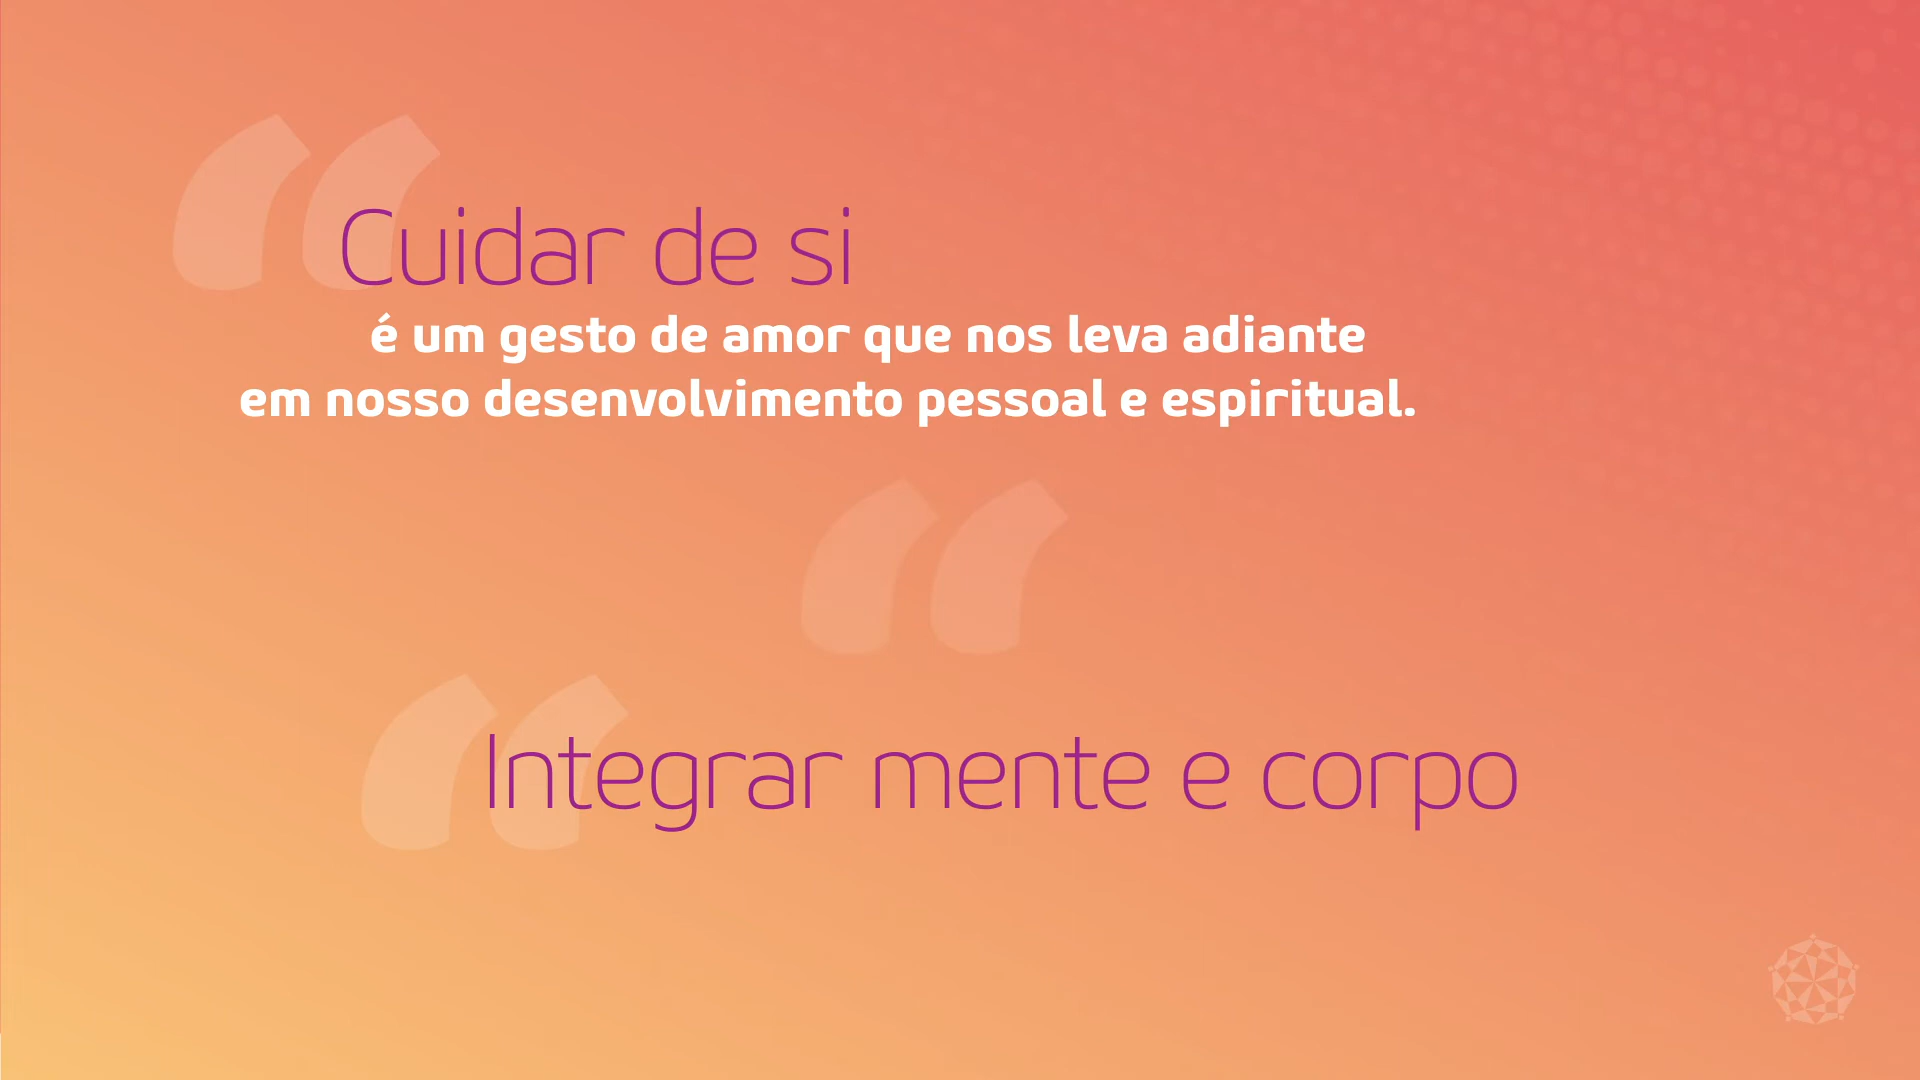 Cuidar de si
é um gesto de amor que nos leva adiante
em nosso desenvolvimento pessoal e espiritual.
Integrar mente e corpo